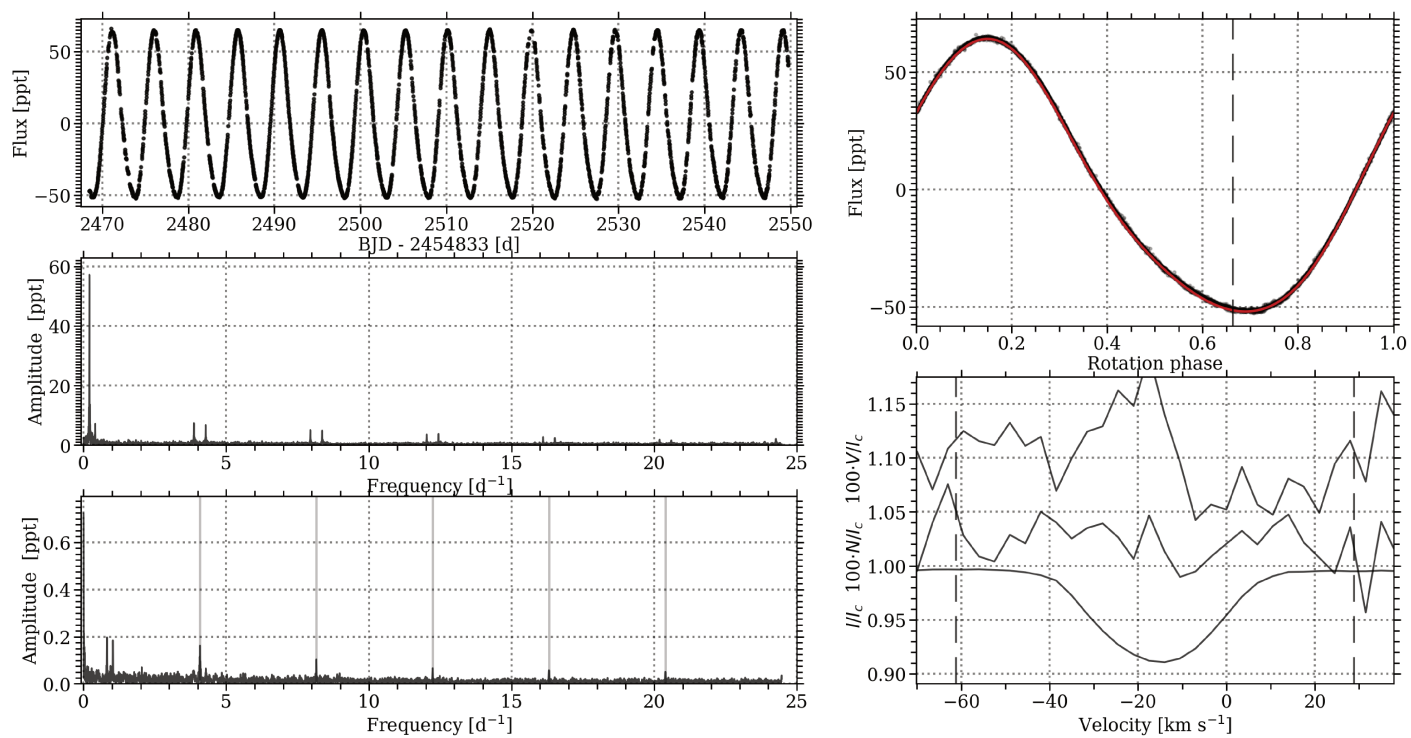 50
0
−50
Flux [ppt]
2470 2480 2490 2500 2510 2520 2530 2540 2550
BJD - 2454833 [d]
60
40
20
0
Amplitude [ppt]
0 5 10 15 20 25
Frequency [d⁻¹]
0.6
0.4
0.2
0.0
Amplitude [ppt]
0 5 10 15 20 25
Frequency [d⁻¹]
50
0
−50
Flux [ppt]
0.0 0.2 0.4 0.6 0.8 1.0
Rotation phase
1.15
1.10
1.05
1.00
0.95
0.90
I/I_c 100·N/I_c 100·V/I_c
−60 −40 −20 0 20
Velocity [km s⁻¹]